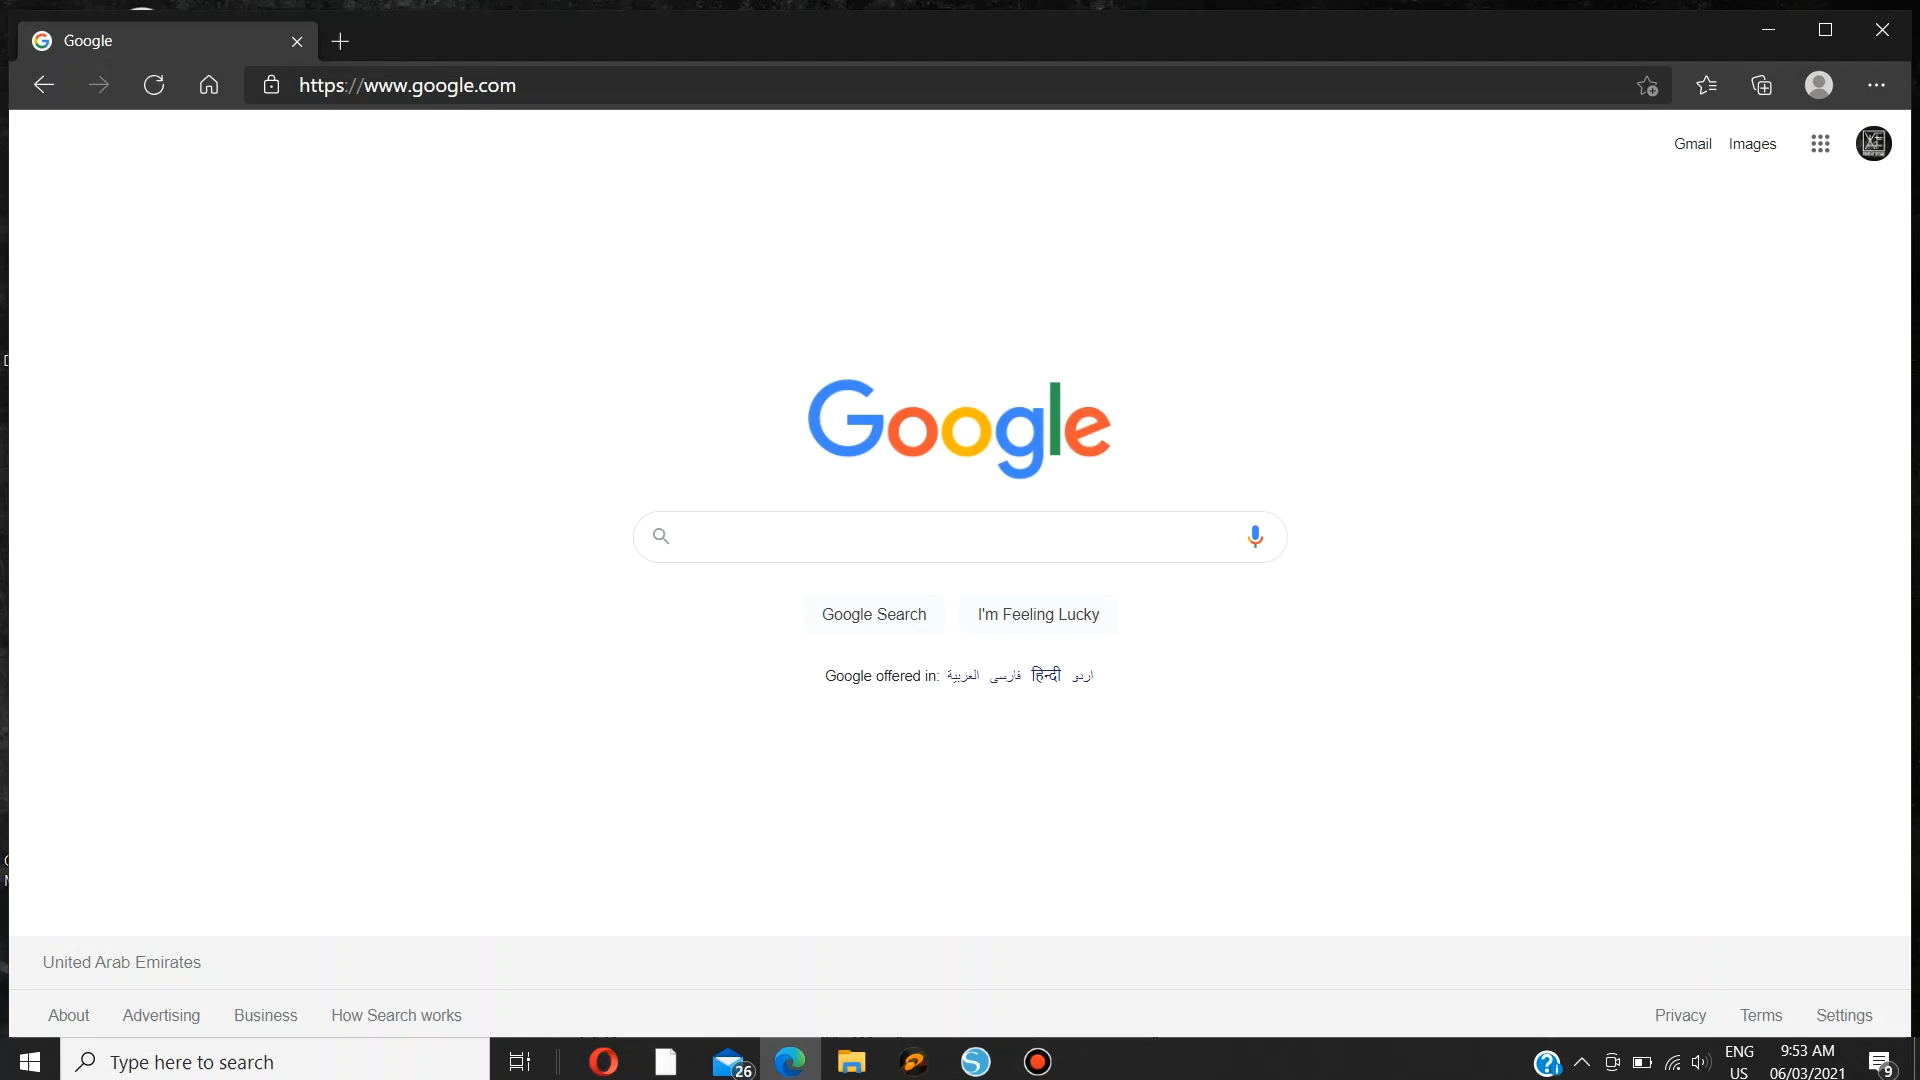 Google
https://www.google.com
Gmail Images
Google
Google Search I'm Feeling Lucky
Google offered in: العربية فارسی हिन्दी اردو
United Arab Emirates
About Advertising Business How Search works Privacy Terms Settings
Type here to search
26
ENG
US
9:53 AM
06/03/2021
9